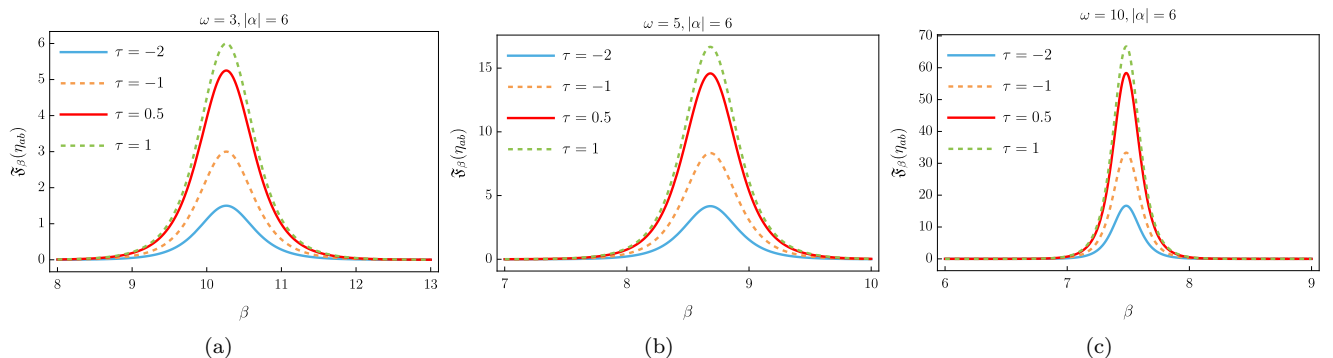 ω = 3, |α| = 6
τ = −2
τ = −1
τ = 0.5
τ = 1
𝔉β(ηab)
6
5
4
3
2
1
0
8 9 10 11 12 13
β
(a)
ω = 5, |α| = 6
τ = −2
τ = −1
τ = 0.5
τ = 1
𝔉β(ηab)
15
10
5
0
7 8 9 10
β
(b)
ω = 10, |α| = 6
τ = −2
τ = −1
τ = 0.5
τ = 1
𝔉β(ηab)
70
60
50
40
30
20
10
0
6 7 8 9
β
(c)